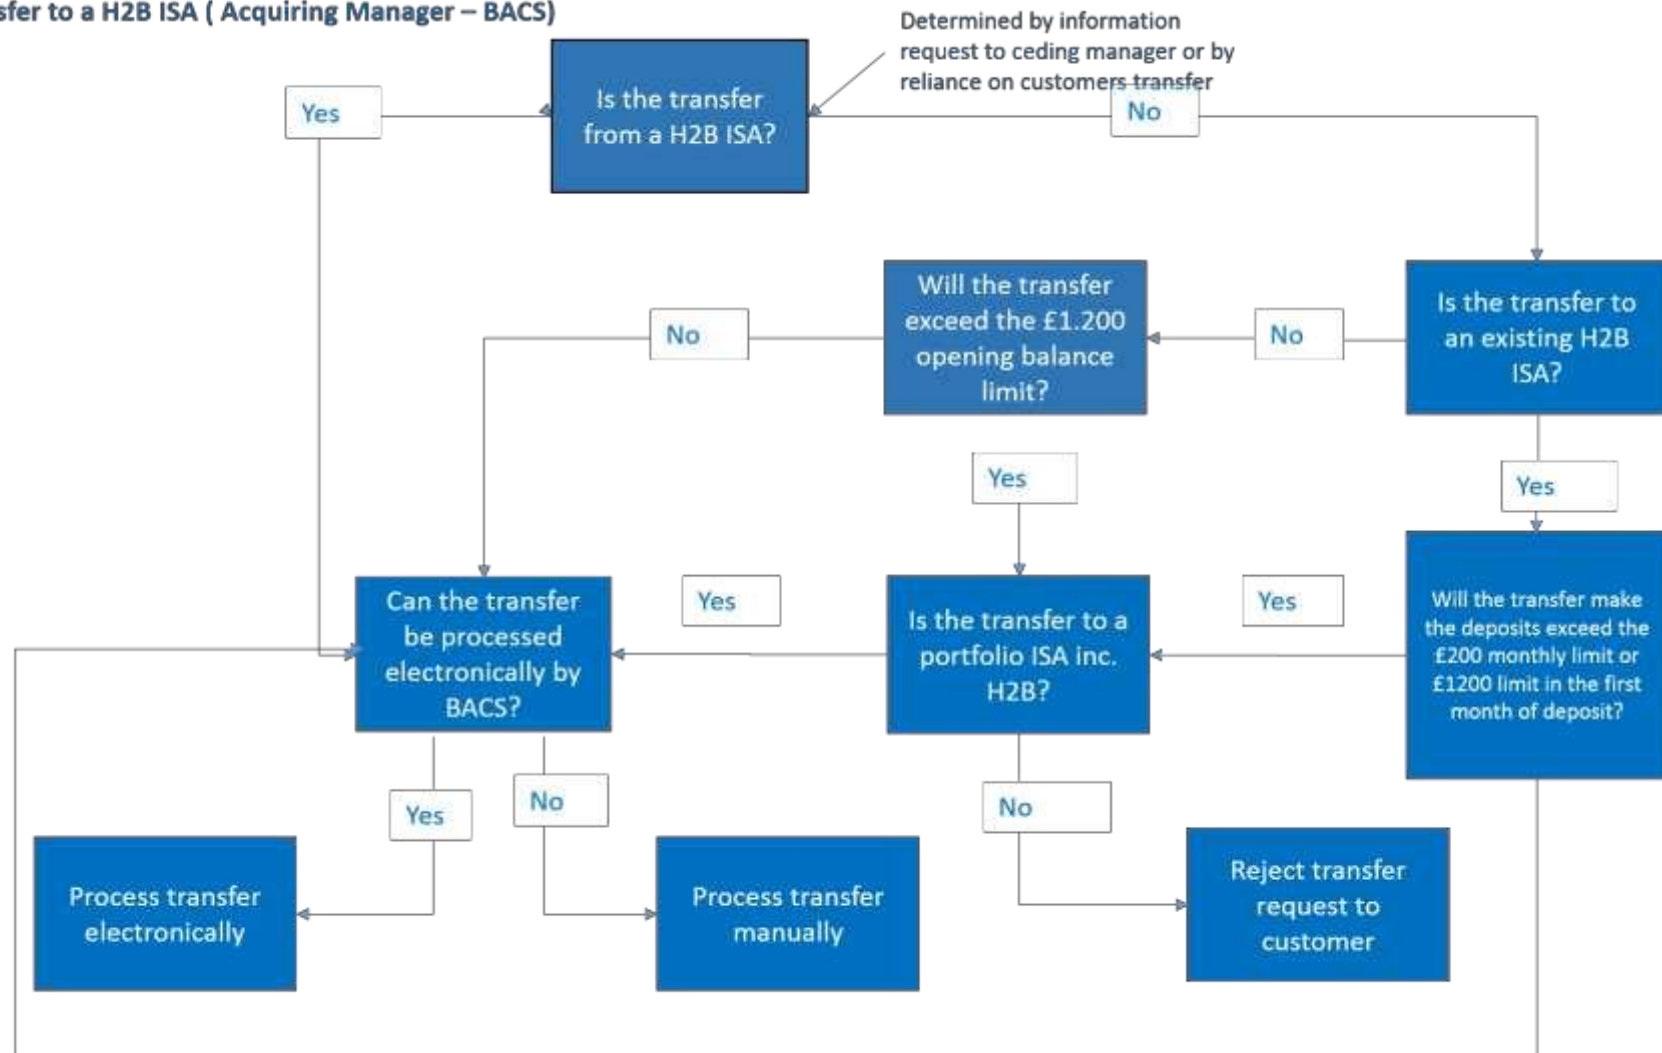 sfer to a H2B ISA ( Acquiring Manager – BACS)
Determined by information
request to ceding manager or by
reliance on customers transfer
Yes
Is the transfer
from a H2B ISA?
No
No
Will the transfer
exceed the £1.200
opening balance
limit?
No
Is the transfer to
an existing H2B
ISA?
Yes
Yes
Can the transfer
be processed
electronically by
BACS?
Yes
Is the transfer to a
portfolio ISA inc.
H2B?
Yes
Will the transfer make
the deposits exceed the
£200 monthly limit or
£1200 limit in the first
month of deposit?
Yes
No
No
Process transfer
electronically
Process transfer
manually
Reject transfer
request to
customer